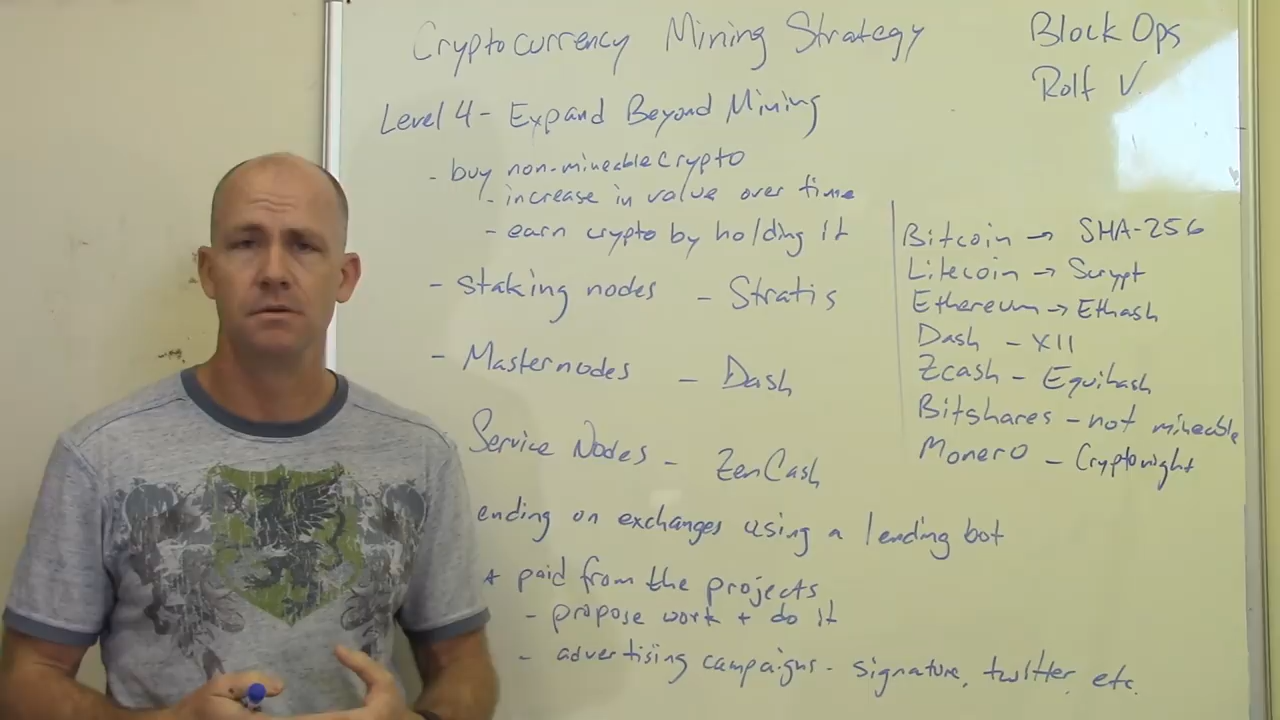 Cryptocurrency Mining Strategy
Block Ops
Rolf V.
Level 4 - Expand Beyond Mining
- buy non-mineable crypto
- increase in value over time
- earn crypto by holding it
- Staking nodes - Stratis
- Masternodes - Dash
Service Nodes - ZenCash
ending on exchanges using a lending bot
paid from the projects
- propose work + do it
- advertising campaigns - signature, twitter, etc.
Bitcoin → SHA-256
Litecoin → Scrypt
Ethereum → Ethash
Dash - X11
Zcash - Equihash
Bitshares - not mineable
Monero - Cryptonight